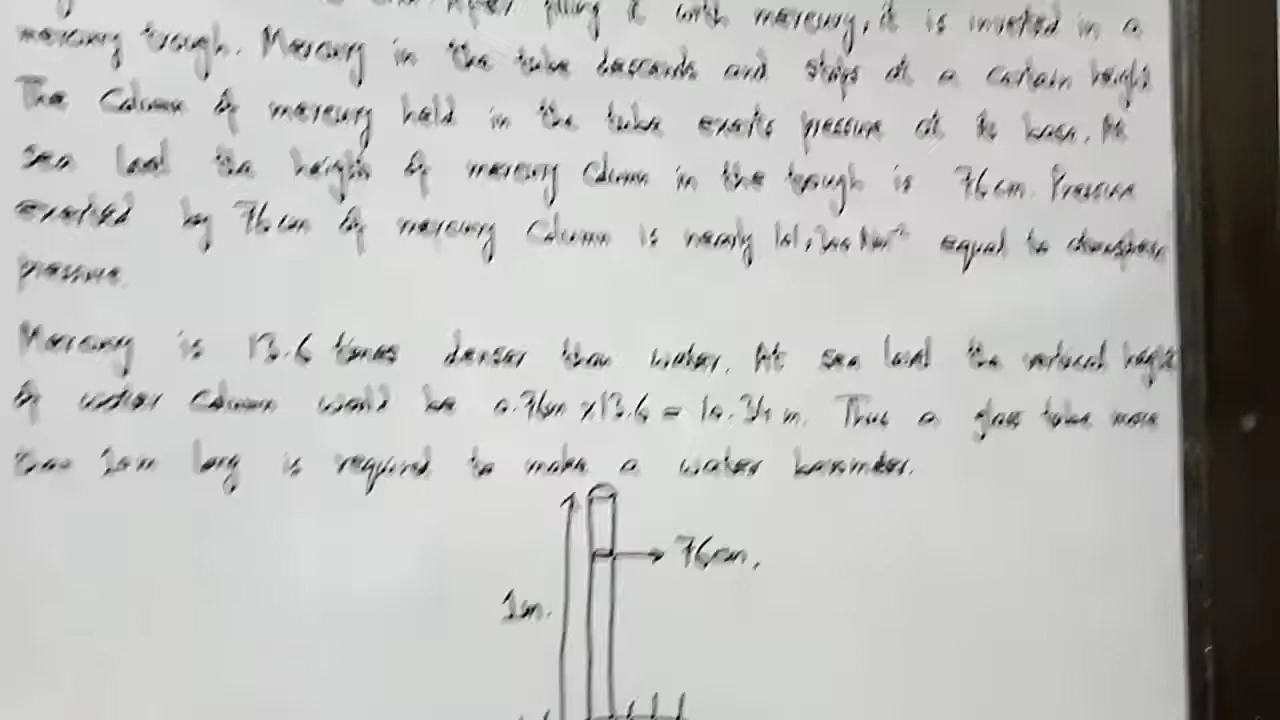 filling it with mercury, it is inverted in a
mercury trough. Mercury in the tube descends and stops at a certain height
The Column of mercury held in the tube exerts pressure at its base. At
sea level the height of mercury column in the trough is 76cm. Pressure
exerted by 76cm of mercury column is nearly equal to
pressure.
Mercury is 13.6 times denser than water. At sea level the vertical height
of water column would be 0.76m x 13.6 = 10.34 m. Thus a glass tube more
than 10m long is required to make a water barometer.
76cm.
1m.